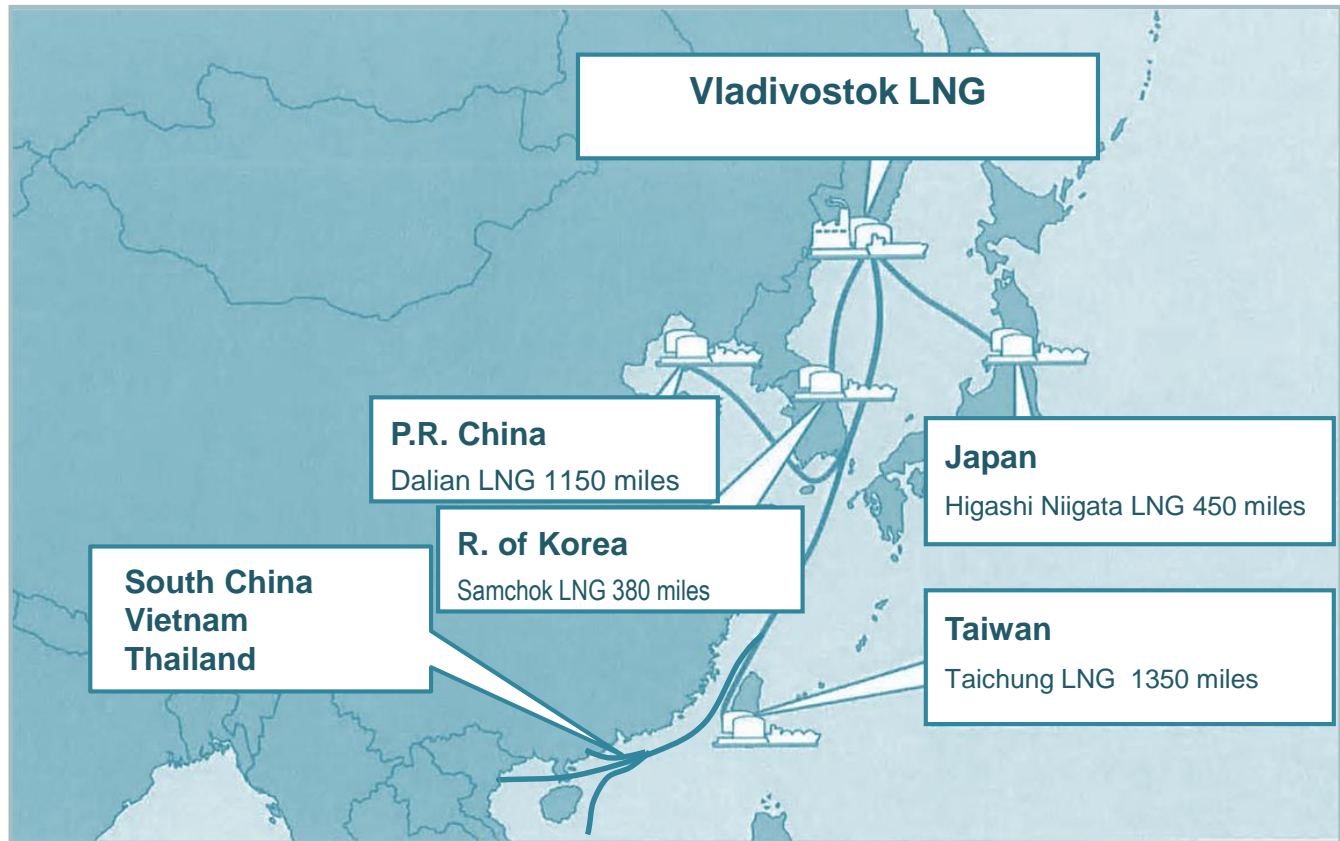 Vladivostok LNG
P.R. China
Dalian LNG 1150 miles
R. of Korea
Samchok LNG 380 miles
Japan
Higashi Niigata LNG 450 miles
South China
Vietnam
Thailand
Taiwan
Taichung LNG 1350 miles